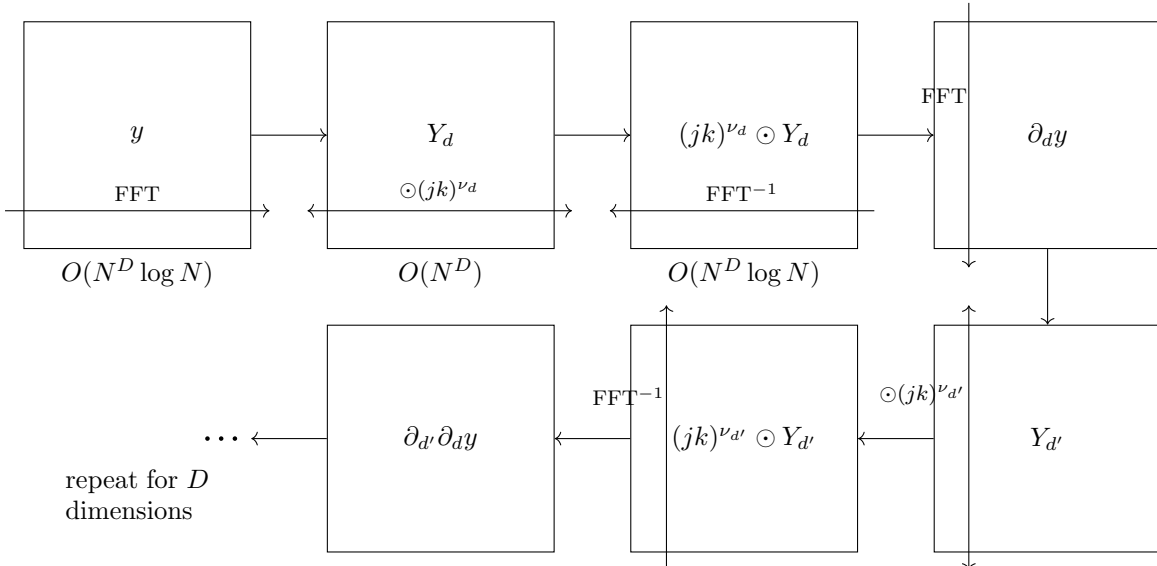 y
Y_d
(jk)^{ν_d} ⊙ Y_d
∂_d y
FFT
FFT
⊙(jk)^{ν_d}
FFT^{−1}
O(N^D log N)
O(N^D)
O(N^D log N)
∂_{d′}∂_d y
FFT^{−1}
(jk)^{ν_{d′}} ⊙ Y_{d′}
⊙(jk)^{ν_{d′}}
Y_{d′}
···
repeat for D
dimensions